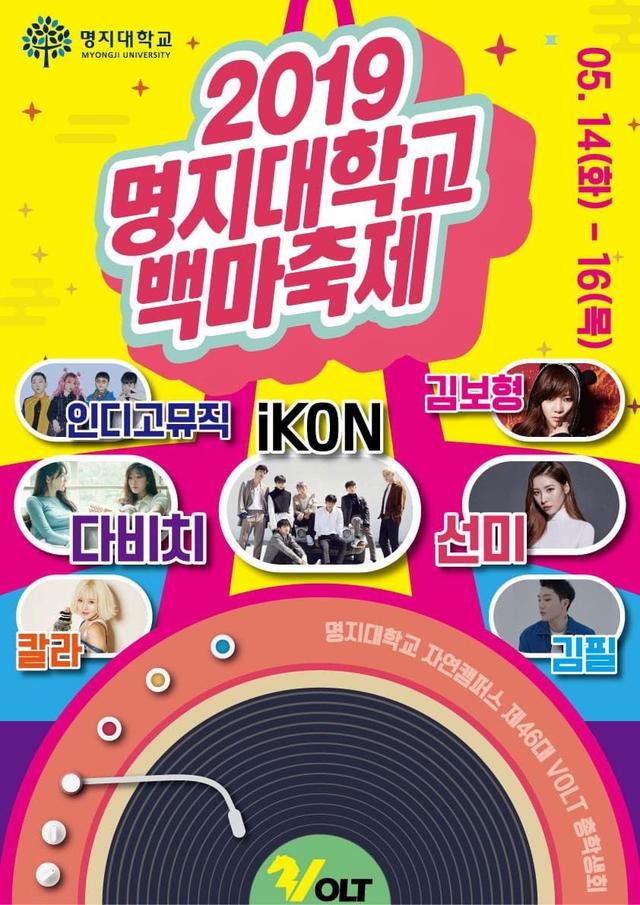 명지대학교
MYONGJI UNIVERSITY
2019
명지대학교
백마축제
05. 14(화) - 16(목)
인디고뮤직
iKON
김보형
다비치
선미
칼라
김필
명지대학교 자연캠퍼스 제46대 VOLT 총학생회
VOLT